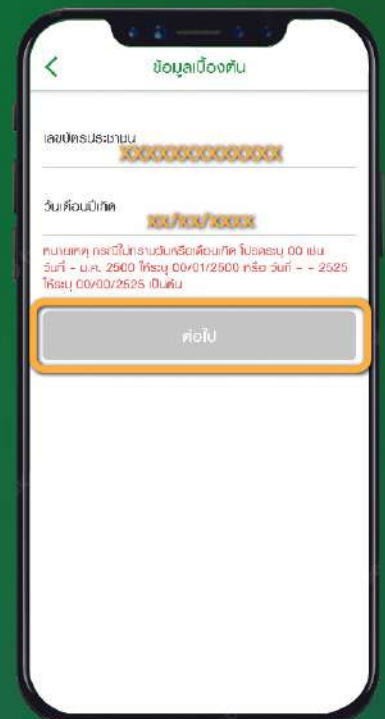 ข้อมูลเบื้องต้น
เลขบัตรประชาชน
XXXXXXXXXXXXX
วันเดือนปีเกิด
XX/XX/XXXX
หมายเหตุ กรณีไม่ทราบวันหรือเดือนเกิด โปรดระบุ 00 เช่น
วันที่ - ม.ค. 2500 ให้ระบุ 00/01/2500 หรือ วันที่ - - 2525
ให้ระบุ 00/00/2525 เป็นต้น
ต่อไป